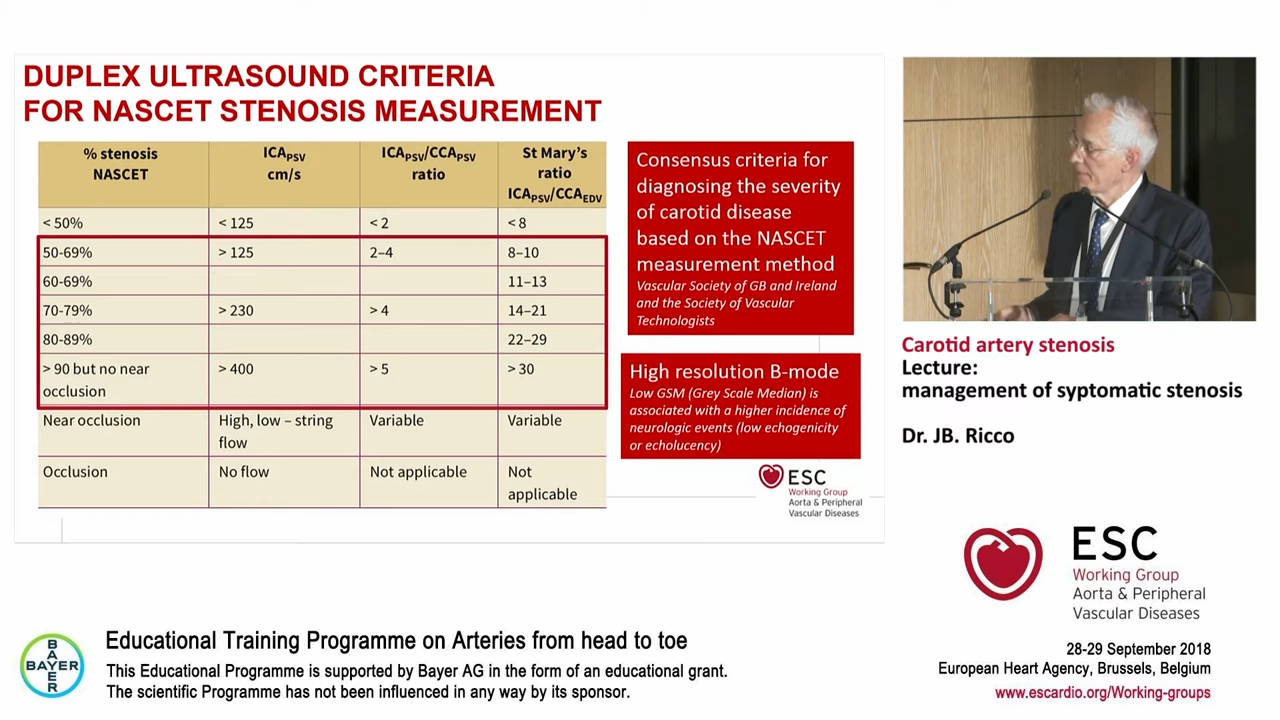 DUPLEX ULTRASOUND CRITERIA
FOR NASCET STENOSIS MEASUREMENT
% stenosis NASCET | ICAPSV cm/s | ICAPSV/CCAPSV ratio | St Mary's ratio ICAPSV/CCAEDV
< 50% | < 125 | < 2 | < 8
50-69% | > 125 | 2–4 | 8–10
60-69% | | | 11–13
70-79% | > 230 | > 4 | 14–21
80-89% | | | 22–29
> 90 but no near occlusion | > 400 | > 5 | > 30
Near occlusion | High, low – string flow | Variable | Variable
Occlusion | No flow | Not applicable | Not applicable
Consensus criteria for
diagnosing the severity
of carotid disease
based on the NASCET
measurement method
Vascular Society of GB and Ireland
and the Society of Vascular
Technologists
High resolution B-mode
Low GSM (Grey Scale Median) is
associated with a higher incidence of
neurologic events (low echogenicity
or echolucency)
ESC
Working Group
Aorta & Peripheral
Vascular Diseases
Carotid artery stenosis
Lecture:
management of syptomatic stenosis
Dr. JB. Ricco
ESC
Working Group
Aorta & Peripheral
Vascular Diseases
BAYER
BAYER
Educational Training Programme on Arteries from head to toe
This Educational Programme is supported by Bayer AG in the form of an educational grant.
The scientific Programme has not been influenced in any way by its sponsor.
28-29 September 2018
European Heart Agency, Brussels, Belgium
www.escardio.org/Working-groups